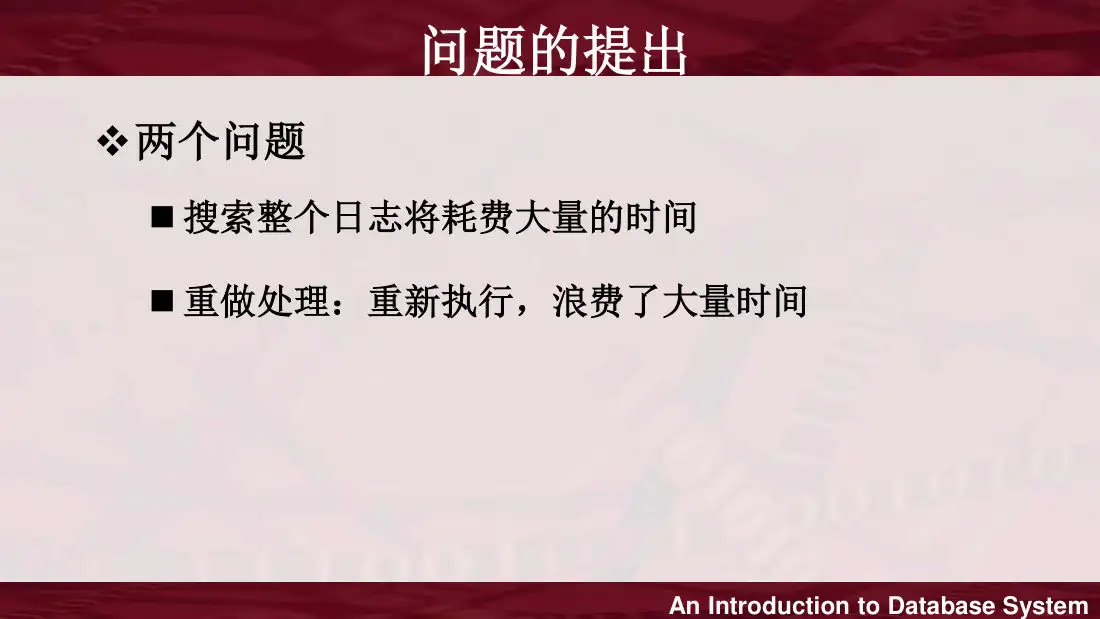 问题的提出
❖两个问题
■ 搜索整个日志将耗费大量的时间
■ 重做处理：重新执行，浪费了大量时间
An Introduction to Database System